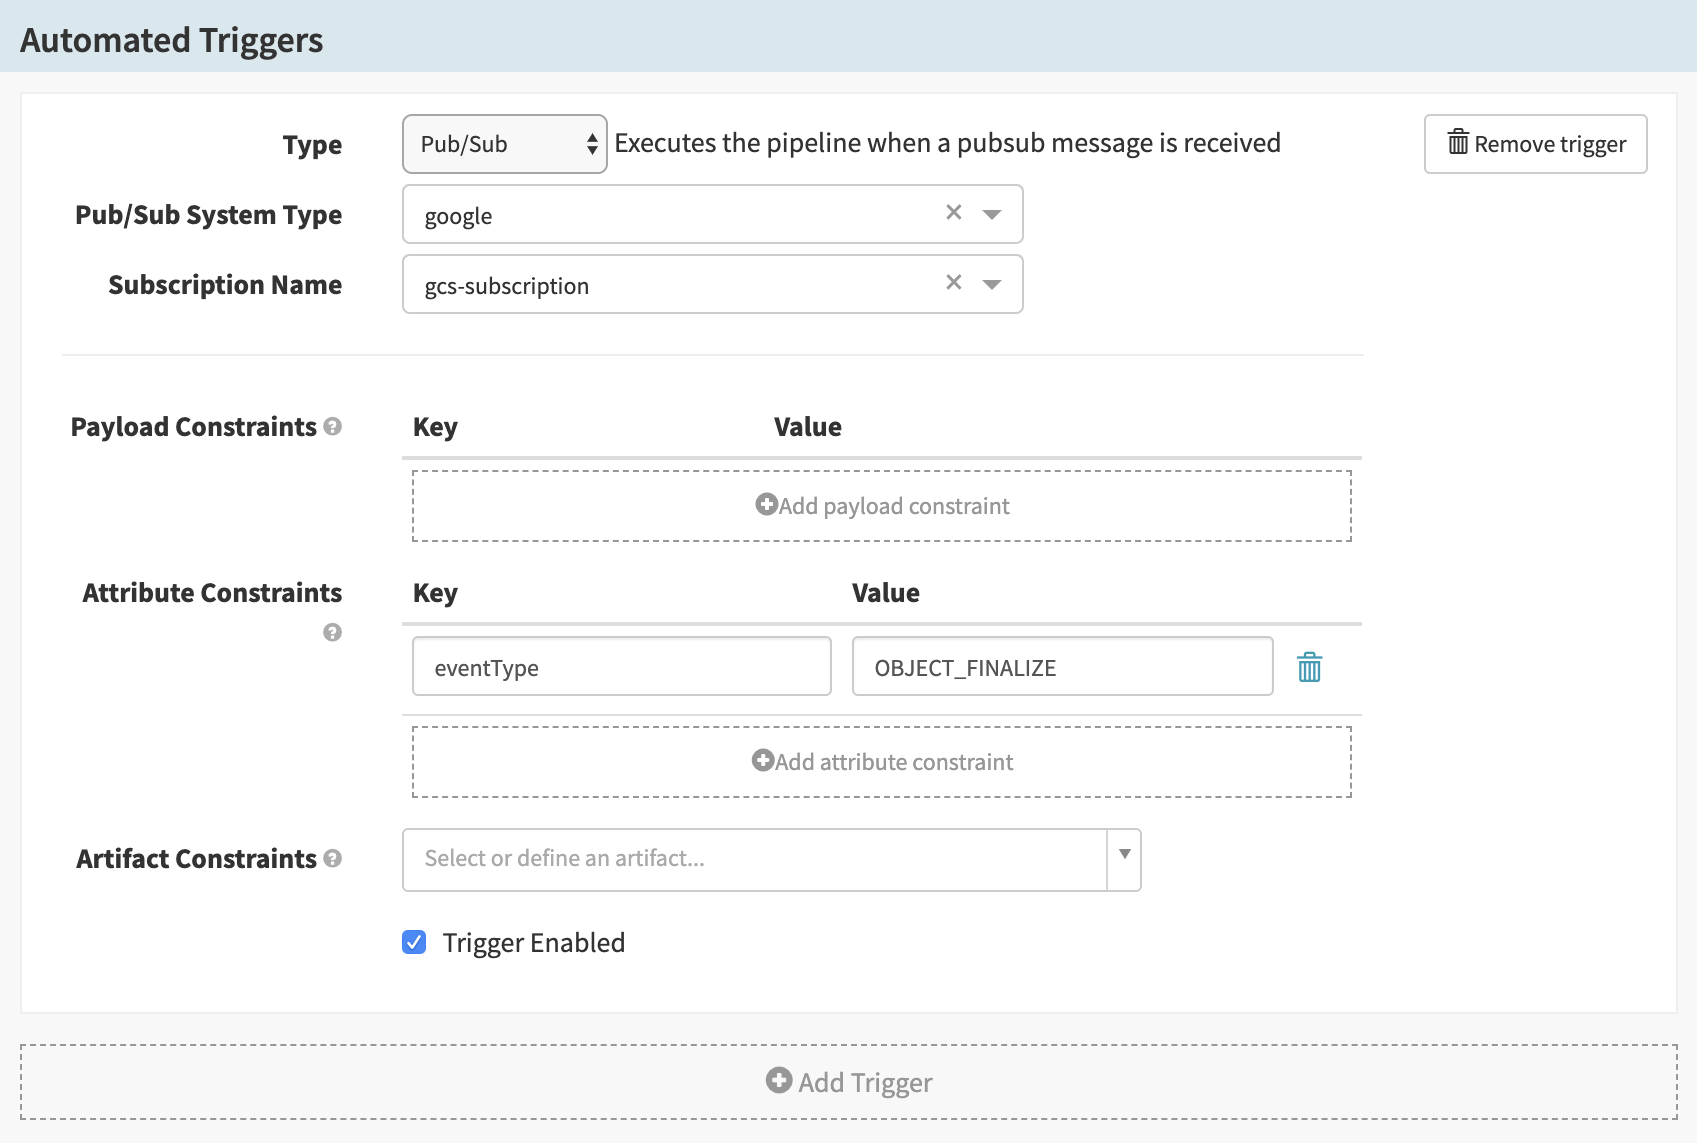 Automated Triggers
Type Pub/Sub Executes the pipeline when a pubsub message is received Remove trigger
Pub/Sub System Type google
Subscription Name gcs-subscription
Payload Constraints Key Value
Add payload constraint
Attribute Constraints Key Value
eventType OBJECT_FINALIZE
Add attribute constraint
Artifact Constraints Select or define an artifact...
Trigger Enabled
Add Trigger